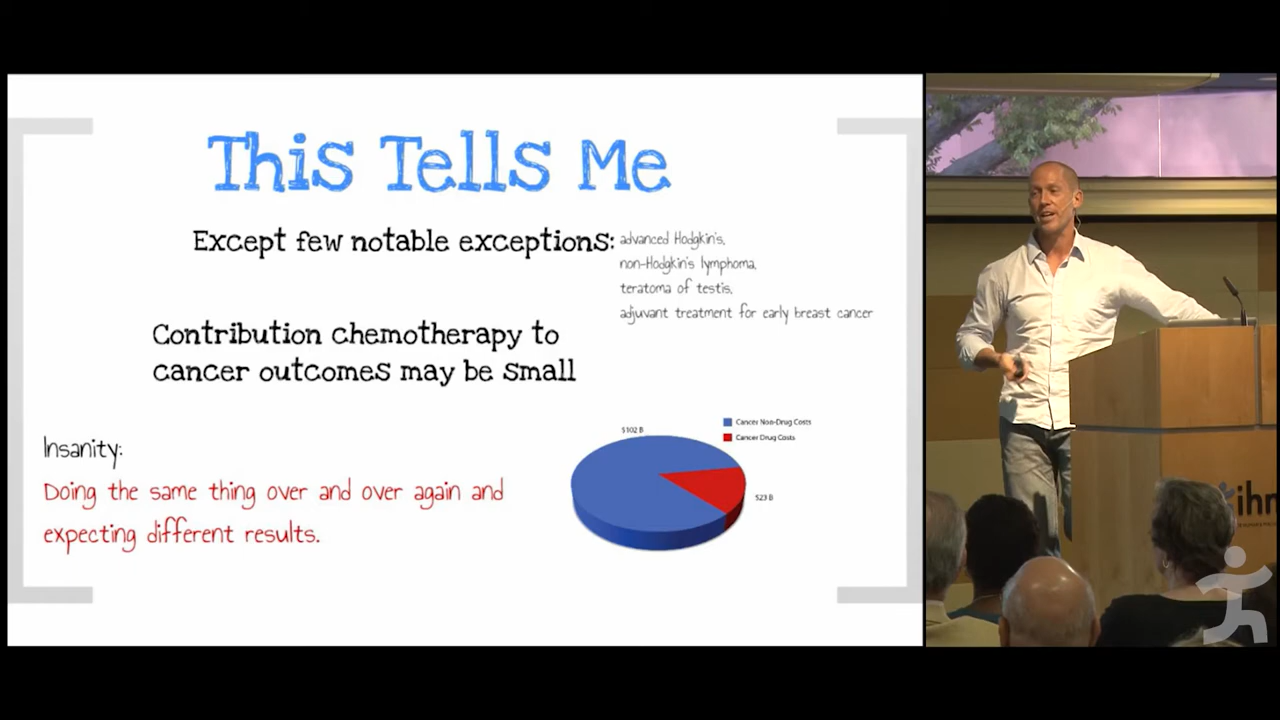 This Tells Me
Except few notable exceptions:
advanced Hodgkin's,
non-Hodgkin's lymphoma,
teratoma of testis,
adjuvant treatment for early breast cancer
Contribution chemotherapy to
cancer outcomes may be small
Insanity:
Doing the same thing over and over again and
expecting different results.
$102 B
Cancer Non-Drug Costs
Cancer Drug Costs
$23 B